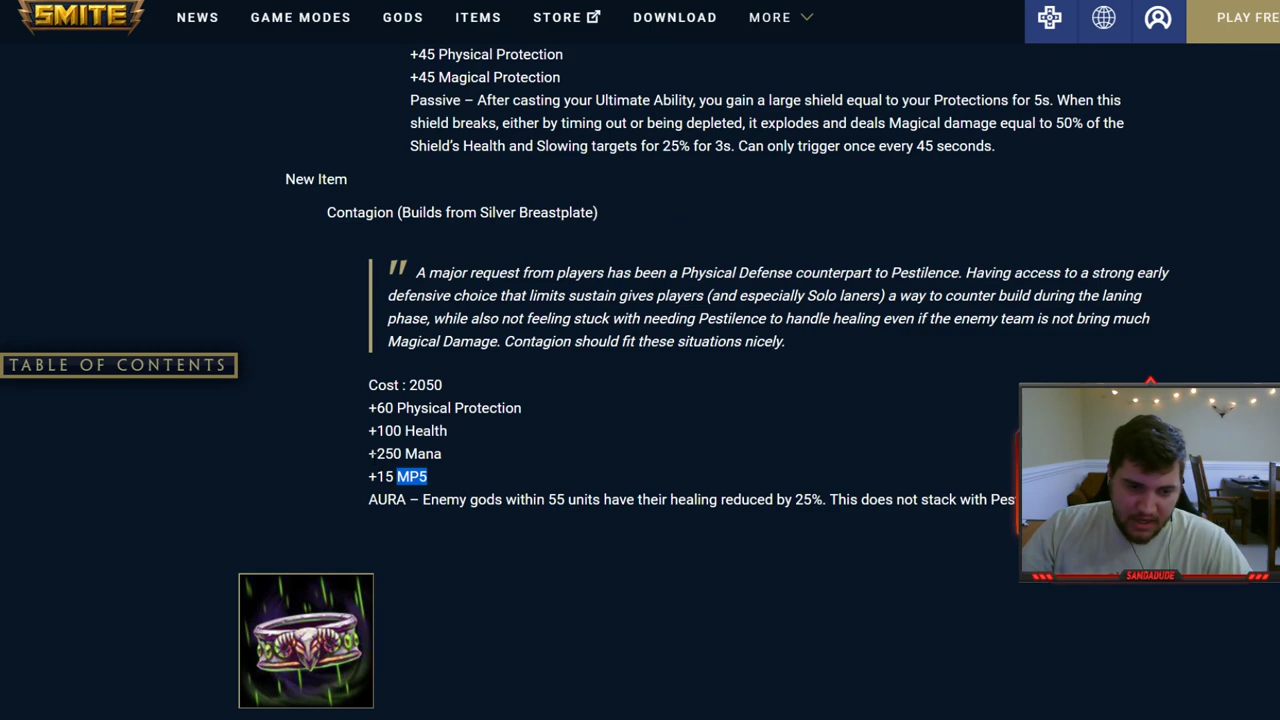 SMITE
NEWS GAME MODES GODS ITEMS STORE DOWNLOAD MORE PLAY FRE
+45 Physical Protection
+45 Magical Protection
Passive – After casting your Ultimate Ability, you gain a large shield equal to your Protections for 5s. When this
shield breaks, either by timing out or being depleted, it explodes and deals Magical damage equal to 50% of the
Shield's Health and Slowing targets for 25% for 3s. Can only trigger once every 45 seconds.
New Item
Contagion (Builds from Silver Breastplate)
" A major request from players has been a Physical Defense counterpart to Pestilence. Having access to a strong early
defensive choice that limits sustain gives players (and especially Solo laners) a way to counter build during the laning
phase, while also not feeling stuck with needing Pestilence to handle healing even if the enemy team is not bring much
Magical Damage. Contagion should fit these situations nicely.
TABLE OF CONTENTS
Cost : 2050
+60 Physical Protection
+100 Health
+250 Mana
+15 MP5
AURA – Enemy gods within 55 units have their healing reduced by 25%. This does not stack with Pes
SANDADUDE